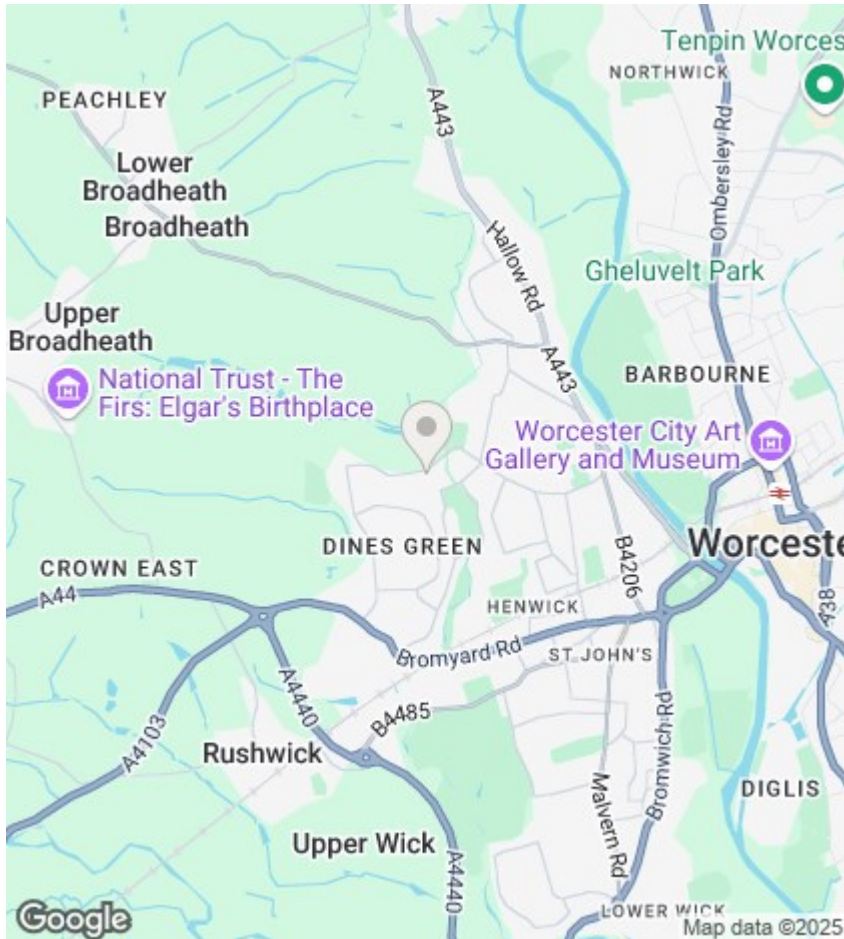 Tenpin Worces
NORTHWICK
PEACHLEY
A443
Ombersley Rd
Lower
Broadheath
Broadheath
Hallow Rd
Gheluvelt Park
Upper
Broadheath
A443
BARBOURNE
National Trust - The
Firs: Elgar's Birthplace
Worcester City Art
Gallery and Museum
DINES GREEN
Worceste
CROWN EAST
A44
B4206
HENWICK
A38
Bromyard Rd
ST JOHN'S
A4440
B4485
A4103
Rushwick
Bromwich Rd
Malvern Rd
DIGLIS
Upper Wick
A4440
LOWER WICK
Google
Map data ©2025